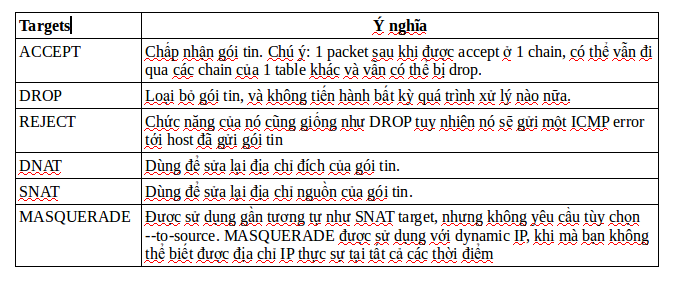 Targets Ý nghĩa
ACCEPT Chấp nhận gói tin. Chú ý: 1 packet sau khi được accept ở 1 chain, có thể vẫn đi
qua các chain của 1 table khác và vẫn có thể bị drop.
DROP Loại bỏ gói tin, và không tiến hành bất kỳ quá trình xử lý nào nữa.
REJECT Chức năng của nó cũng giống như DROP tuy nhiên nó sẽ gửi một ICMP error
tới host đã gửi gói tin
DNAT Dùng để sửa lại địa chỉ đích của gói tin.
SNAT Dùng để sửa lại địa chỉ nguồn của gói tin.
MASQUERADE Được sử dụng gần tương tự như SNAT target, nhưng không yêu cầu tùy chọn
--to-source. MASQUERADE được sử dụng với dynamic IP, khi mà bạn không
thể biết được địa chỉ IP thực sự tại tất cả các thời điểm